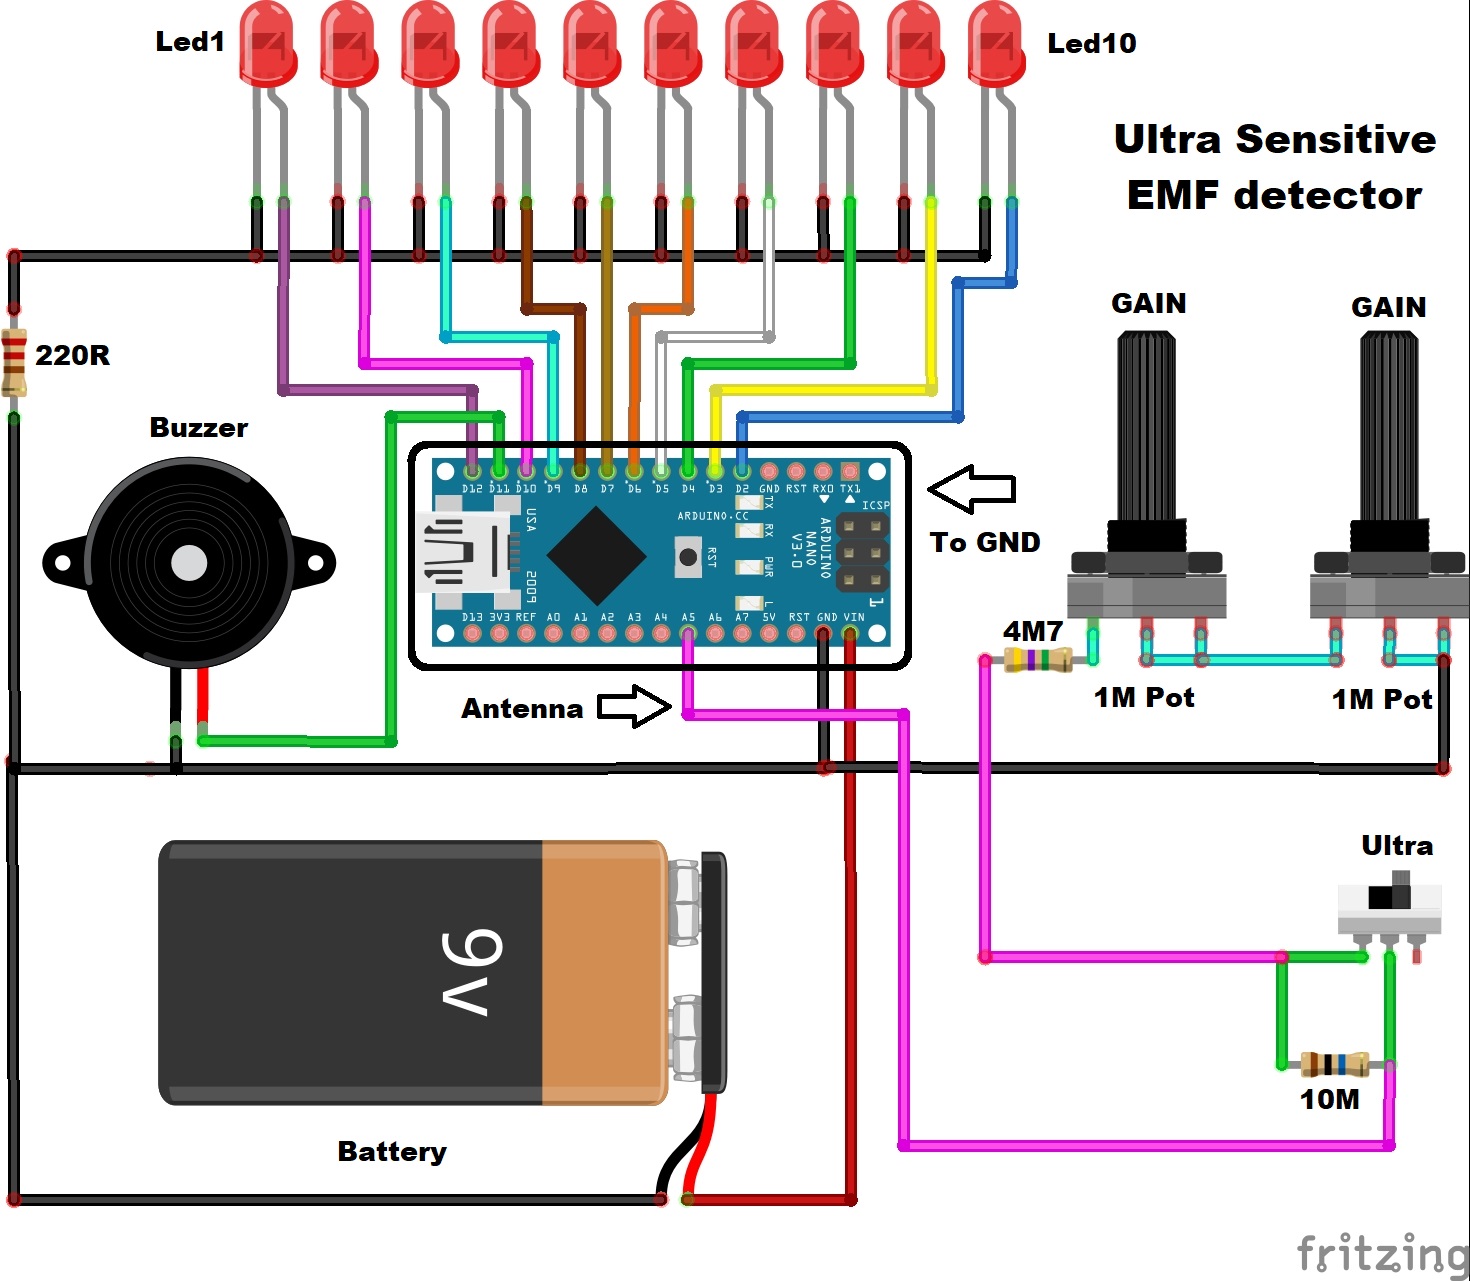 Led1
Led10
Ultra Sensitive
EMF detector
GAIN
GAIN
220R
Buzzer
D12 D11 D10 D9 D8 D7 D6 D5 D4 D3 D2 GND RST RX0 TX1
TX
RX
PWR
L
ARDUINO.CC
ICSP
1
USA
2009
RST
ARDUINO
NANO
V3.0
D13 3V3 REF A0 A1 A2 A3 A4 A5 A6 A7 5V RST GND VIN
To GND
4M7
1M Pot
1M Pot
Antenna
Ultra
9v
10M
Battery
fritzing